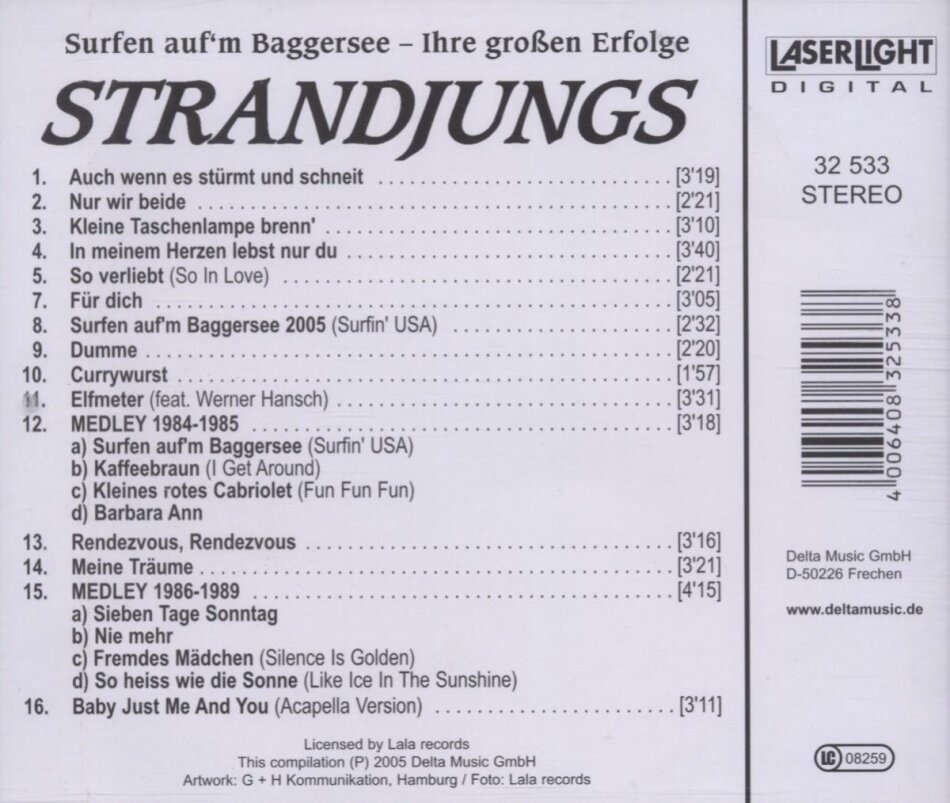 Surfen auf'm Baggersee – Ihre großen Erfolge
STRANDJUNGS
1. Auch wenn es stürmt und schneit [3'19]
2. Nur wir beide [2'21]
3. Kleine Taschenlampe brenn' [3'10]
4. In meinem Herzen lebst nur du [3'40]
5. So verliebt (So In Love) [2'21]
7. Für dich [3'05]
8. Surfen auf'm Baggersee 2005 (Surfin' USA) [2'32]
9. Dumme [2'20]
10. Currywurst [1'57]
11. Elfmeter (feat. Werner Hansch) [3'31]
12. MEDLEY 1984-1985 [3'18]
a) Surfen auf'm Baggersee (Surfin' USA)
b) Kaffeebraun (I Get Around)
c) Kleines rotes Cabriolet (Fun Fun Fun)
d) Barbara Ann
13. Rendezvous, Rendezvous [3'16]
14. Meine Träume [3'21]
15. MEDLEY 1986-1989 [4'15]
a) Sieben Tage Sonntag
b) Nie mehr
c) Fremdes Mädchen (Silence Is Golden)
d) So heiss wie die Sonne (Like Ice In The Sunshine)
16. Baby Just Me And You (Acapella Version) [3'11]
Licensed by Lala records
This compilation (P) 2005 Delta Music GmbH
Artwork: G + H Kommunikation, Hamburg / Foto: Lala records
LASERLIGHT
DIGITAL
32 533
STEREO
4 006408 325338
Delta Music GmbH
D-50226 Frechen
www.deltamusic.de
LC 08259